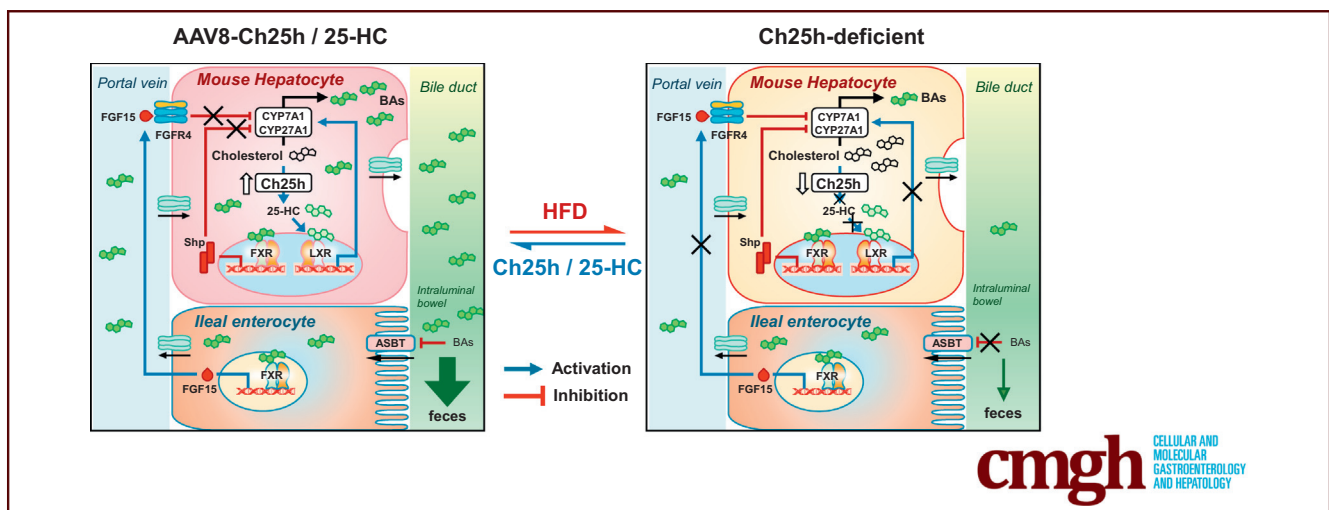 AAV8-Ch25h / 25-HC
Portal vein
Mouse Hepatocyte
Bile duct
BAs
FGF15
FGFR4
CYP7A1
CYP27A1
Cholesterol
Ch25h
25-HC
Shp
FXR
LXR
Intraluminal
bowel
Ileal enterocyte
ASBT
BAs
FXR
FGF15
feces
HFD
Ch25h / 25-HC
Activation
Inhibition
Ch25h-deficient
Portal vein
Mouse Hepatocyte
Bile duct
BAs
FGF15
FGFR4
CYP7A1
CYP27A1
Cholesterol
Ch25h
25-HC
Shp
FXR
LXR
Intraluminal
bowel
Ileal enterocyte
ASBT
BAs
FXR
FGF15
feces
cmgh
CELLULAR AND
MOLECULAR
GASTROENTEROLOGY
AND HEPATOLOGY